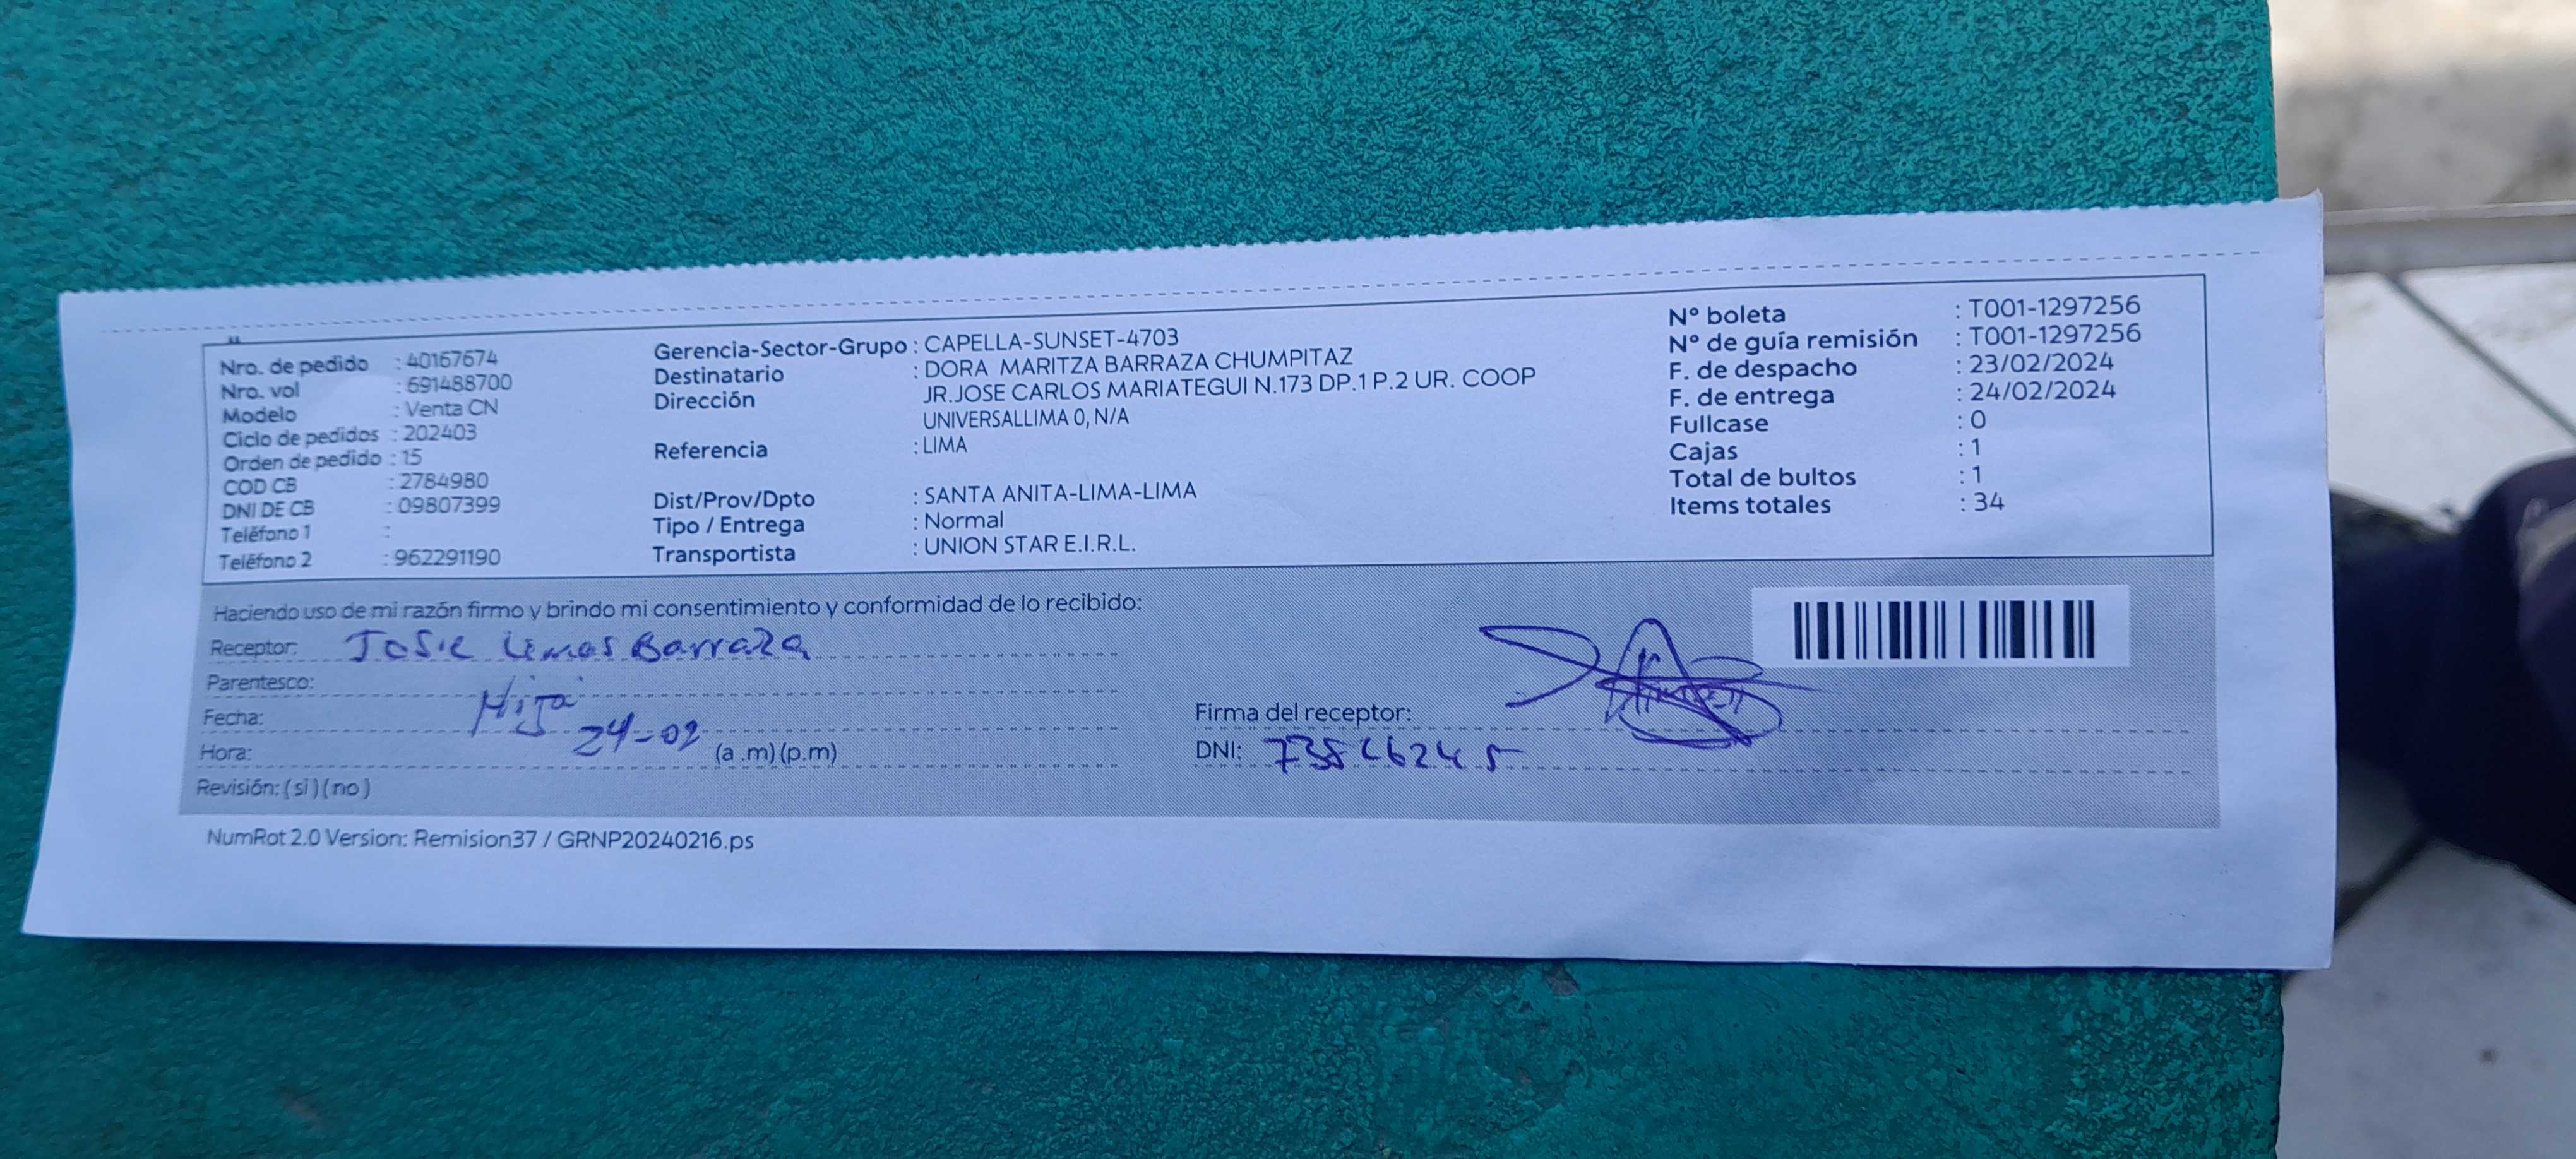 Nro. de pedido : 40167674
Nro. vol : 691488700
Modelo : Venta CN
Ciclo de pedidos : 202403
Orden de pedido : 15
COD CB : 2784980
DNI DE CB : 09807399
Teléfono 1 :
Teléfono 2 : 962291190
Gerencia-Sector-Grupo : CAPELLA-SUNSET-4703
Destinatario : DORA MARITZA BARRAZA CHUMPITAZ
Dirección JR.JOSE CARLOS MARIATEGUI N.173 DP.1 P.2 UR. COOP
UNIVERSALLIMA 0, N/A
Referencia : LIMA
Dist/Prov/Dpto : SANTA ANITA-LIMA-LIMA
Tipo / Entrega : Normal
Transportista : UNION STAR E.I.R.L.
N° boleta : T001-1297256
N° de guía remisión : T001-1297256
F. de despacho : 23/02/2024
F. de entrega : 24/02/2024
Fullcase : 0
Cajas : 1
Total de bultos : 1
Items totales : 34
Haciendo uso de mi razón firmo y brindo mi consentimiento y conformidad de lo recibido:
Receptor: Barraza
Parentesco: Hija
Fecha: 24-02
Hora: (a .m) (p.m)
Revisión: ( si ) ( no )
Firma del receptor:
DNI:
NumRot 2.0 Version: Remision37 / GRNP20240216.ps